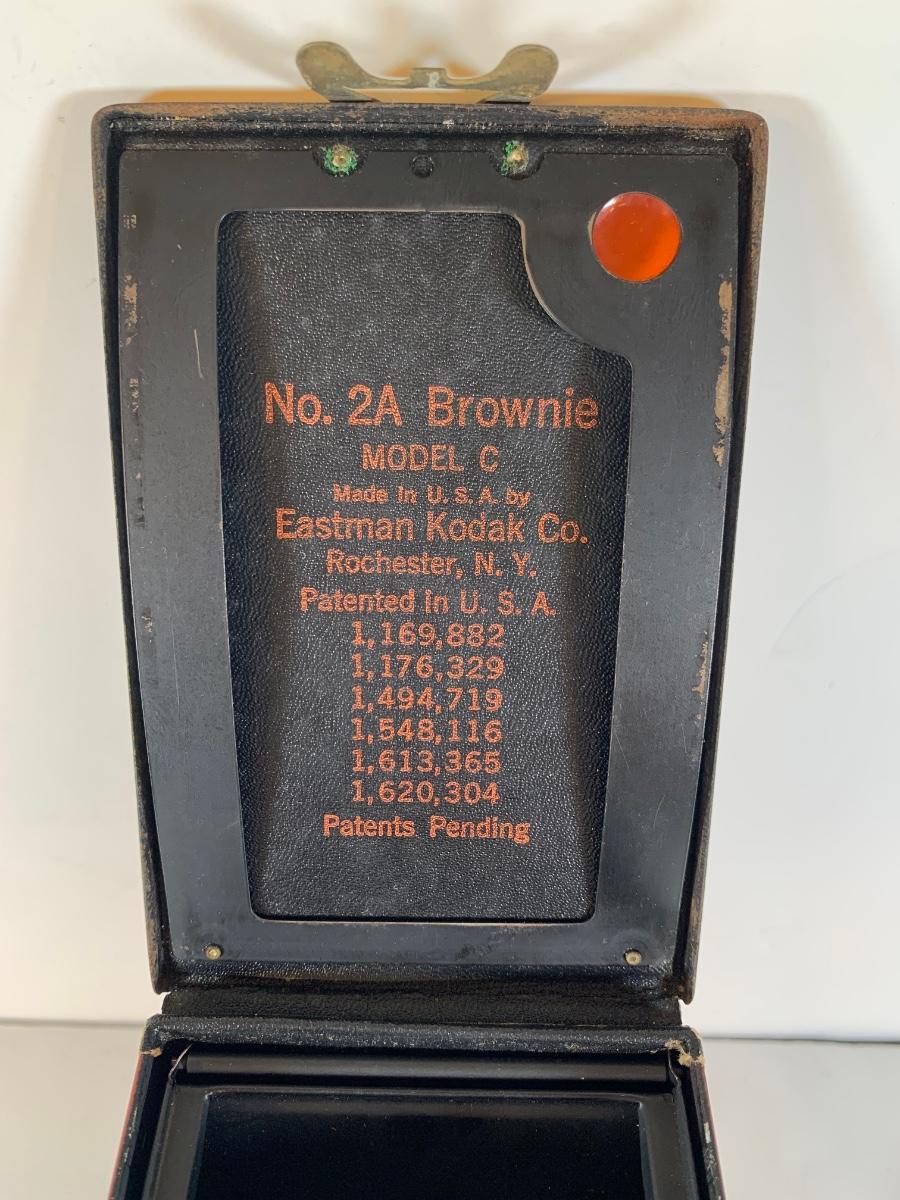 No. 2A Brownie
MODEL C
Made in U. S. A. by
Eastman Kodak Co.
Rochester, N. Y.
Patented in U. S. A.
1,169,882
1,176,329
1,494,719
1,548,116
1,613,365
1,620,304
Patents Pending